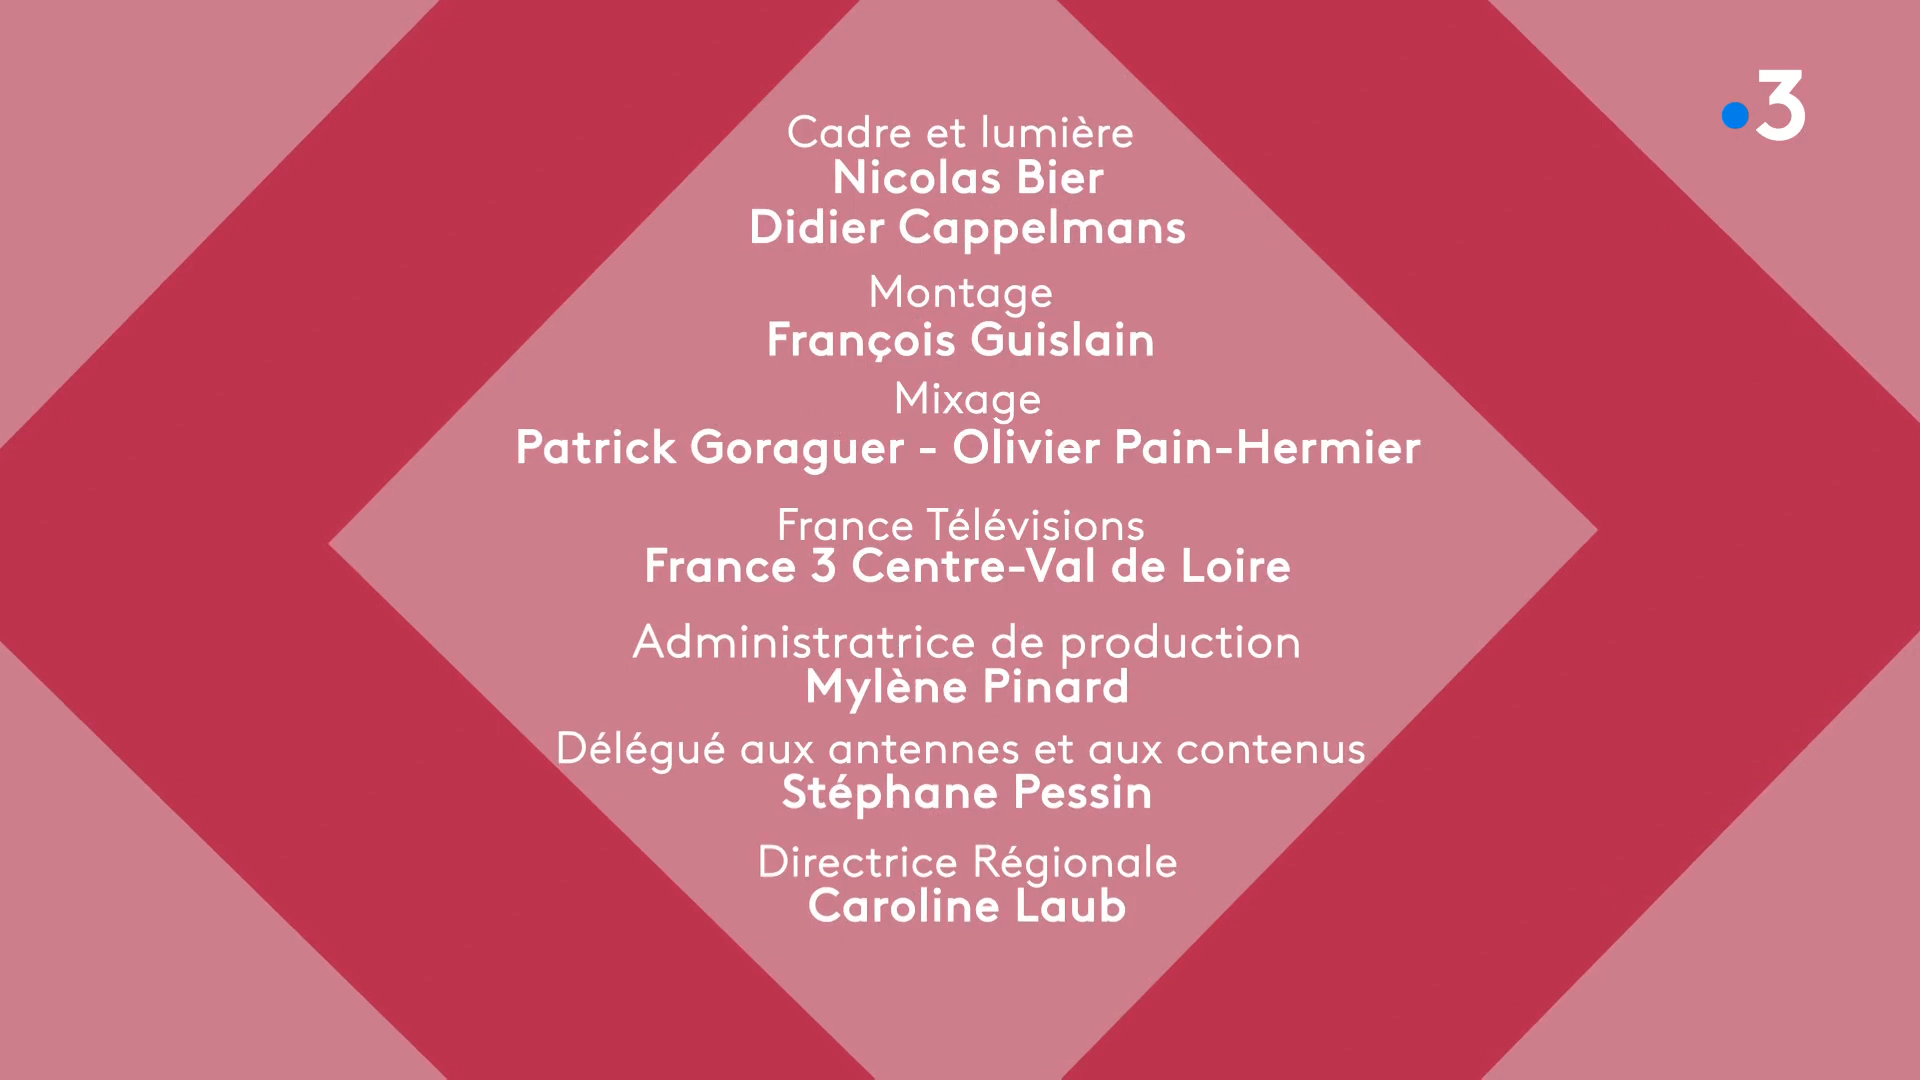 3
Cadre et lumière
Nicolas Bier
Didier Cappelmans
Montage
François Guislain
Mixage
Patrick Goraguer - Olivier Pain-Hermier
France Télévisions
France 3 Centre-Val de Loire
Administratrice de production
Mylène Pinard
Délégué aux antennes et aux contenus
Stéphane Pessin
Directrice Régionale
Caroline Laub